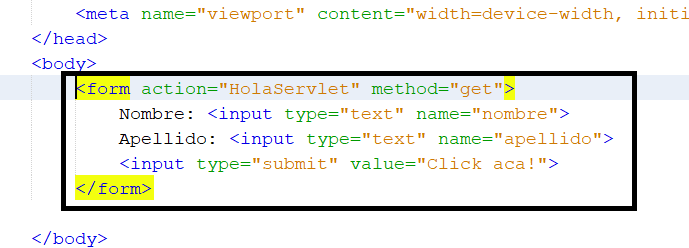 <meta name="viewport" content="width=device-width, initi
</head>
<body>
<form action="HolaServlet" method="get">
Nombre: <input type="text" name="nombre">
Apellido: <input type="text" name="apellido">
<input type="submit" value="Click aca!">
</form>
</body>